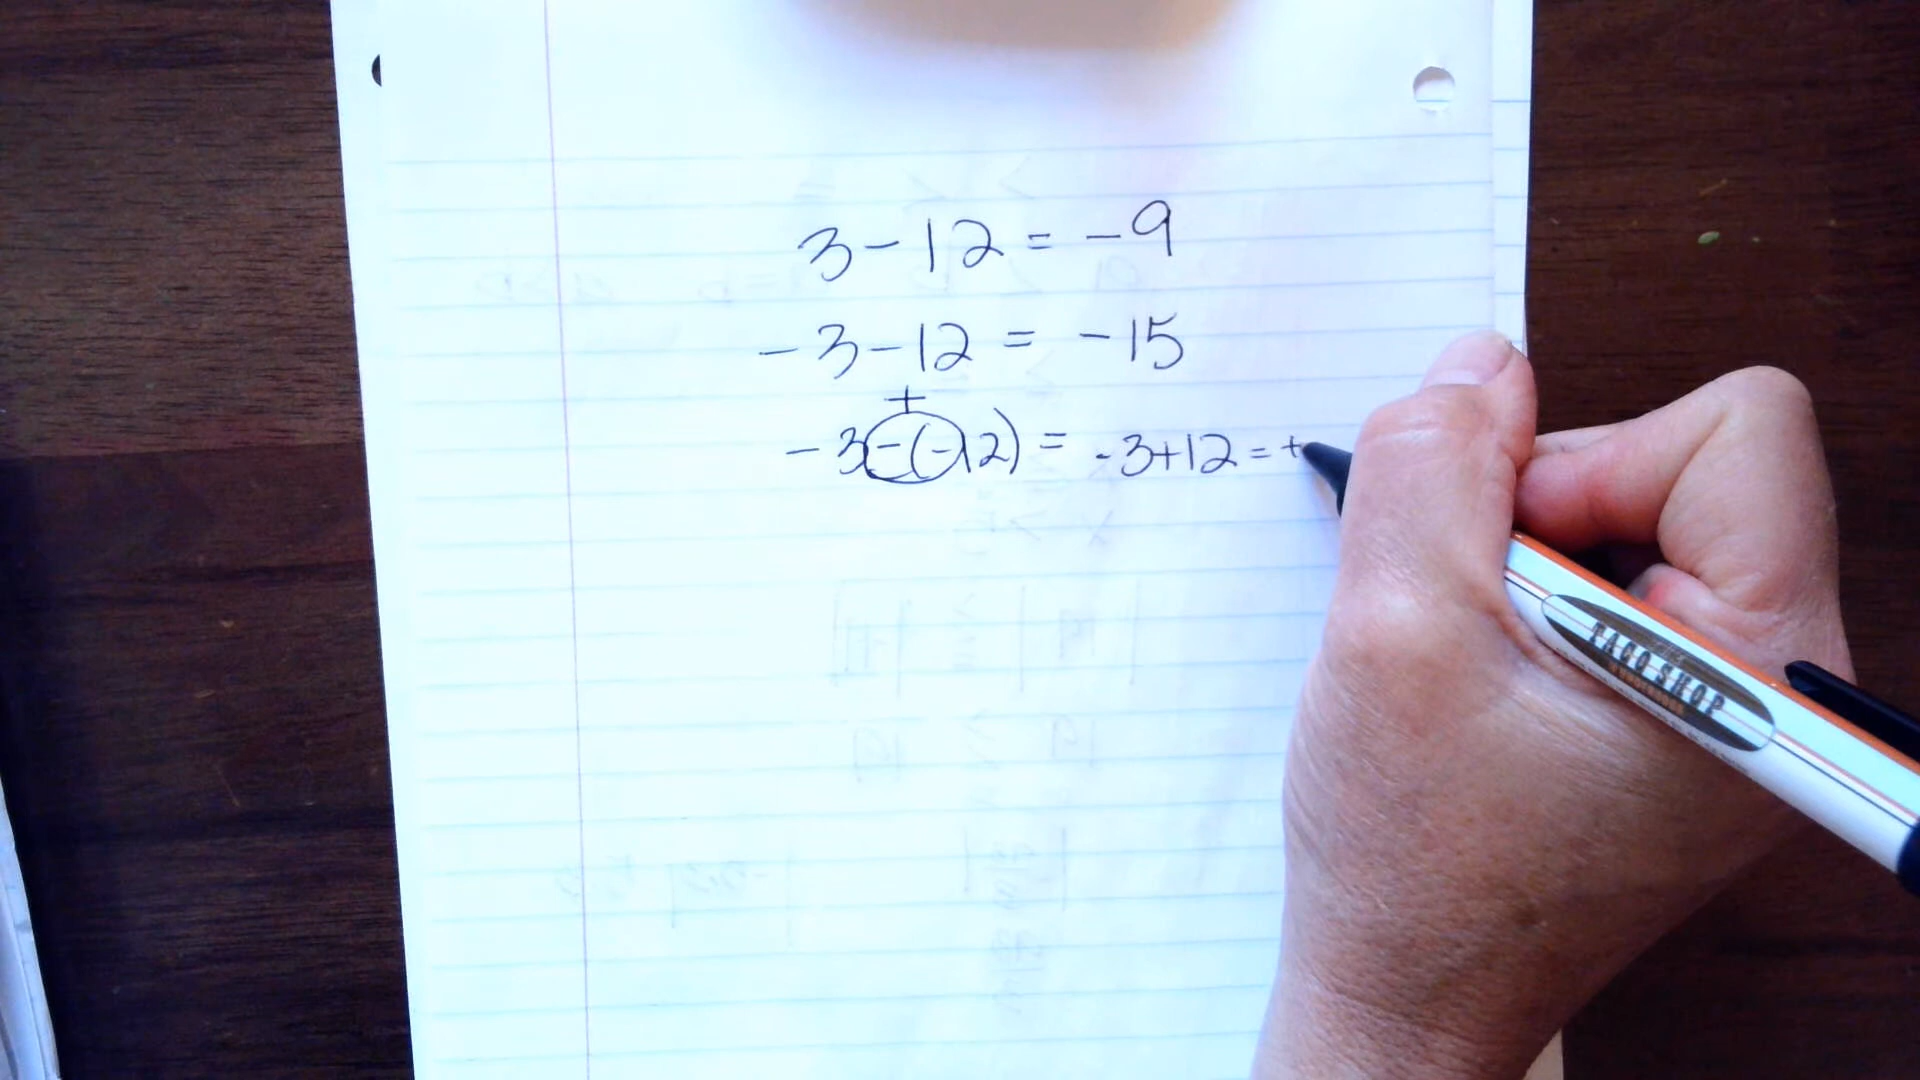 3 - 12 = -9
-3 - 12 = -15
+
-3 - (-12) = -3+12 = +
TACO SHOP